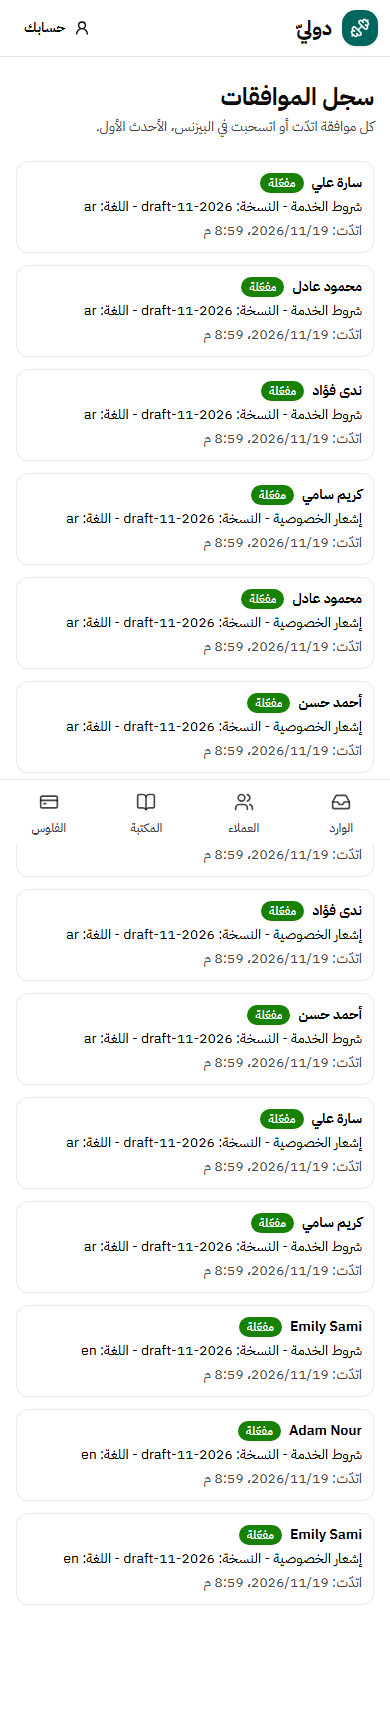 دوليّ
حسابك
سجل الموافقات
كل موافقة اتدّت أو اتسحبت في البيزنس، الأحدث الأول.
سارة علي مفعّلة
شروط الخدمة - النسخة: draft-11-2026 - اللغة: ar
اتدّت: 2026/11/19، 8:59 م
محمود عادل مفعّلة
شروط الخدمة - النسخة: draft-11-2026 - اللغة: ar
اتدّت: 2026/11/19، 8:59 م
ندى فؤاد مفعّلة
شروط الخدمة - النسخة: draft-11-2026 - اللغة: ar
اتدّت: 2026/11/19، 8:59 م
كريم سامي مفعّلة
إشعار الخصوصية - النسخة: draft-11-2026 - اللغة: ar
اتدّت: 2026/11/19، 8:59 م
محمود عادل مفعّلة
إشعار الخصوصية - النسخة: draft-11-2026 - اللغة: ar
اتدّت: 2026/11/19، 8:59 م
أحمد حسن مفعّلة
إشعار الخصوصية - النسخة: draft-11-2026 - اللغة: ar
اتدّت: 2026/11/19، 8:59 م
الوارد
العملاء
المكتبة
الفلوس
اتدّت: 2026/11/19، 8:59 م
ندى فؤاد مفعّلة
إشعار الخصوصية - النسخة: draft-11-2026 - اللغة: ar
اتدّت: 2026/11/19، 8:59 م
أحمد حسن مفعّلة
شروط الخدمة - النسخة: draft-11-2026 - اللغة: ar
اتدّت: 2026/11/19، 8:59 م
سارة علي مفعّلة
إشعار الخصوصية - النسخة: draft-11-2026 - اللغة: ar
اتدّت: 2026/11/19، 8:59 م
كريم سامي مفعّلة
شروط الخدمة - النسخة: draft-11-2026 - اللغة: ar
اتدّت: 2026/11/19، 8:59 م
Emily Sami مفعّلة
شروط الخدمة - النسخة: draft-11-2026 - اللغة: en
اتدّت: 2026/11/19، 8:59 م
Adam Nour مفعّلة
شروط الخدمة - النسخة: draft-11-2026 - اللغة: en
اتدّت: 2026/11/19، 8:59 م
Emily Sami مفعّلة
إشعار الخصوصية - النسخة: draft-11-2026 - اللغة: en
اتدّت: 2026/11/19، 8:59 م